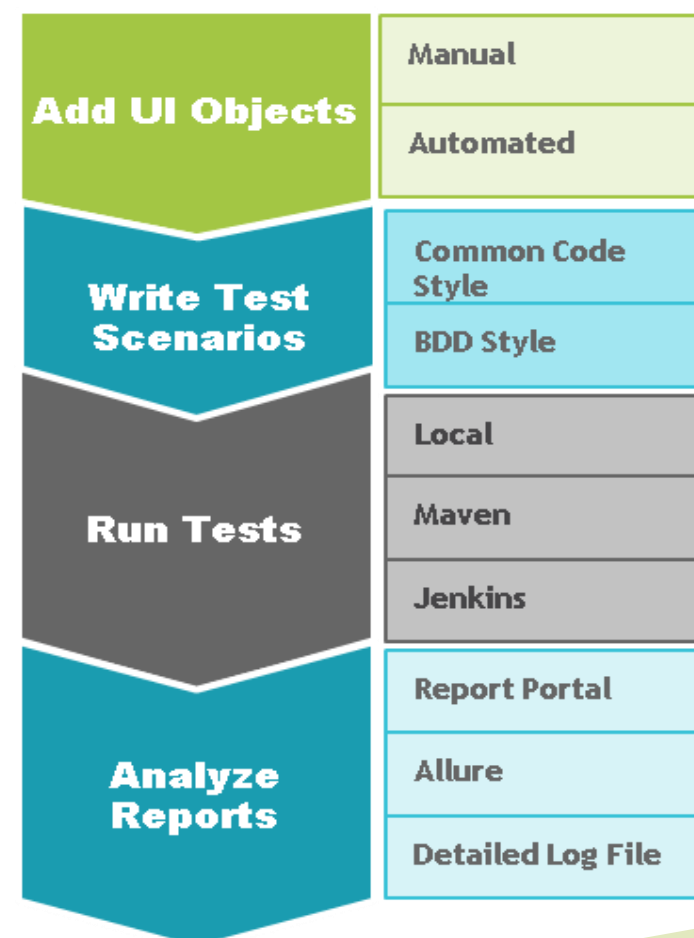 Add UI Objects
Manual
Automated
Write Test
Scenarios
Common Code
Style
BDD Style
Run Tests
Local
Maven
Jenkins
Analyze
Reports
Report Portal
Allure
Detailed Log File